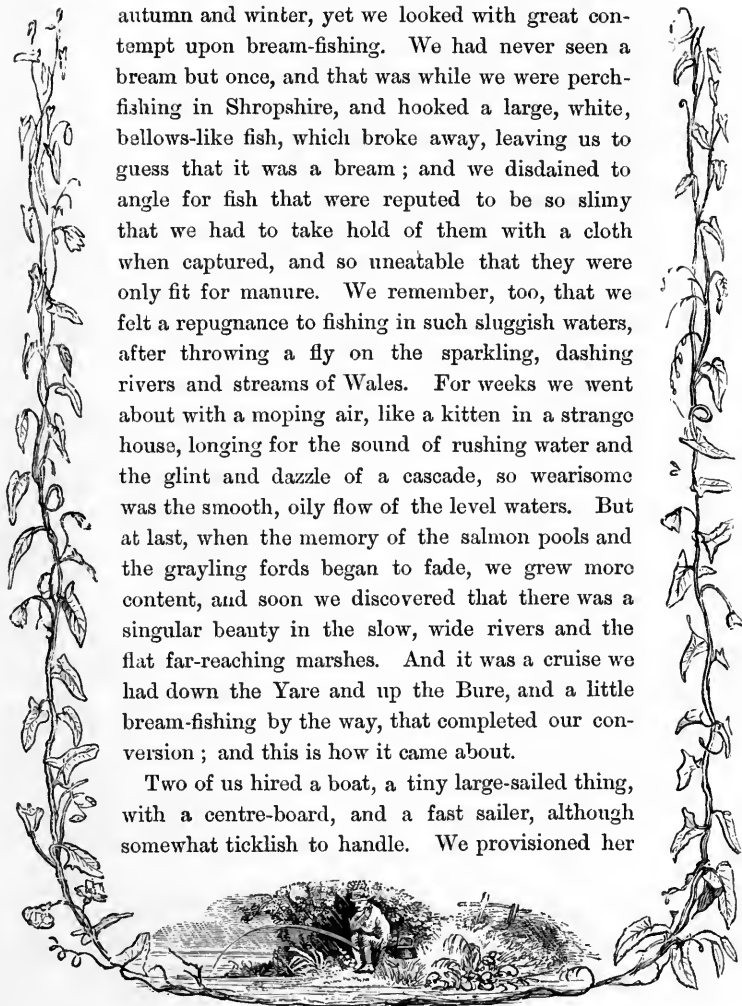 autumn and winter, yet we looked with great con-
tempt upon bream-fishing. We had never seen a
bream but once, and that was while we were perch-
fishing in Shropshire, and hooked a large, white,
bellows-like fish, which broke away, leaving us to
guess that it was a bream ; and we disdained to
angle for fish that were reputed to be so slimy
that we had to take hold of them with a cloth
when captured, and so uneatable that they were
only fit for manure. We remember, too, that we
felt a repugnance to fishing in such sluggish waters,
after throwing a fly on the sparkling, dashing
rivers and streams of Wales. For weeks we went
about with a moping air, like a kitten in a strange
house, longing for the sound of rushing water and
the glint and dazzle of a cascade, so wearisome
was the smooth, oily flow of the level waters. But
at last, when the memory of the salmon pools and
the grayling fords began to fade, we grew more
content, and soon we discovered that there was a
singular beauty in the slow, wide rivers and the
flat far-reaching marshes. And it was a cruise we
had down the Yare and up the Bure, and a little
bream-fishing by the way, that completed our con-
version ; and this is how it came about.
Two of us hired a boat, a tiny large-sailed thing,
with a centre-board, and a fast sailer, although
somewhat ticklish to handle. We provisioned her